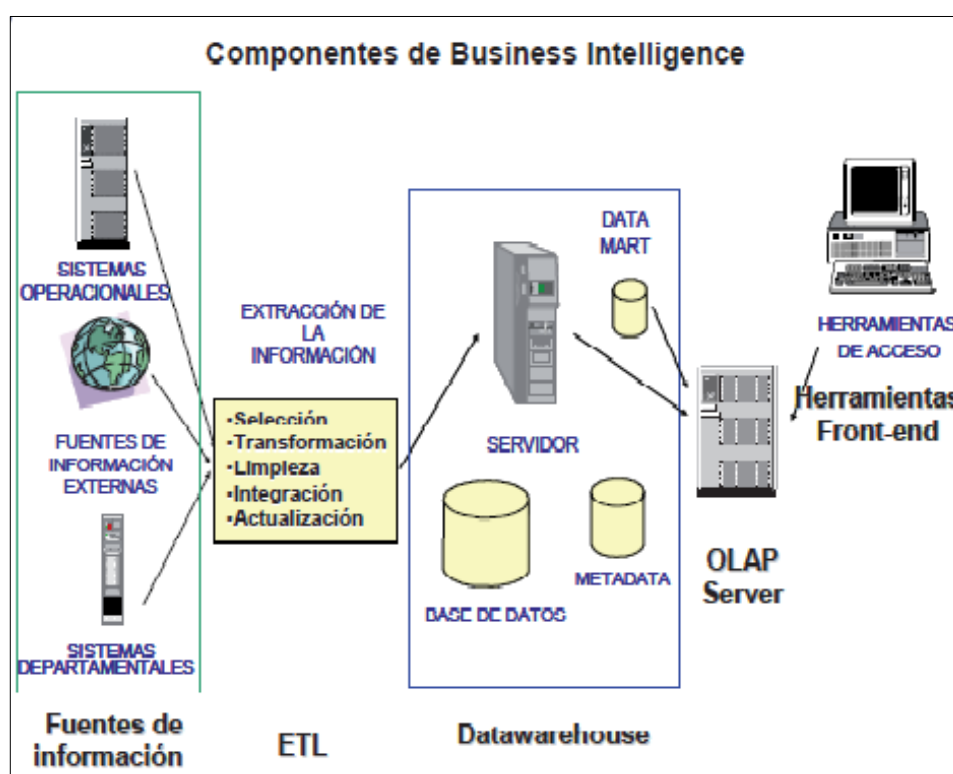 Componentes de Business Intelligence
SISTEMAS
OPERACIONALES
FUENTES DE
INFORMACIÓN
EXTERNAS
SISTEMAS
DEPARTAMENTALES
Fuentes de
información
EXTRACCIÓN DE
LA
INFORMACIÓN
•Selección
•Transformación
•Limpieza
•Integración
•Actualización
ETL
DATA
MART
SERVIDOR
BASE DE DATOS
METADATA
Datawarehouse
OLAP
Server
HERRAMIENTAS
DE ACCESO
Herramientas
Front-end